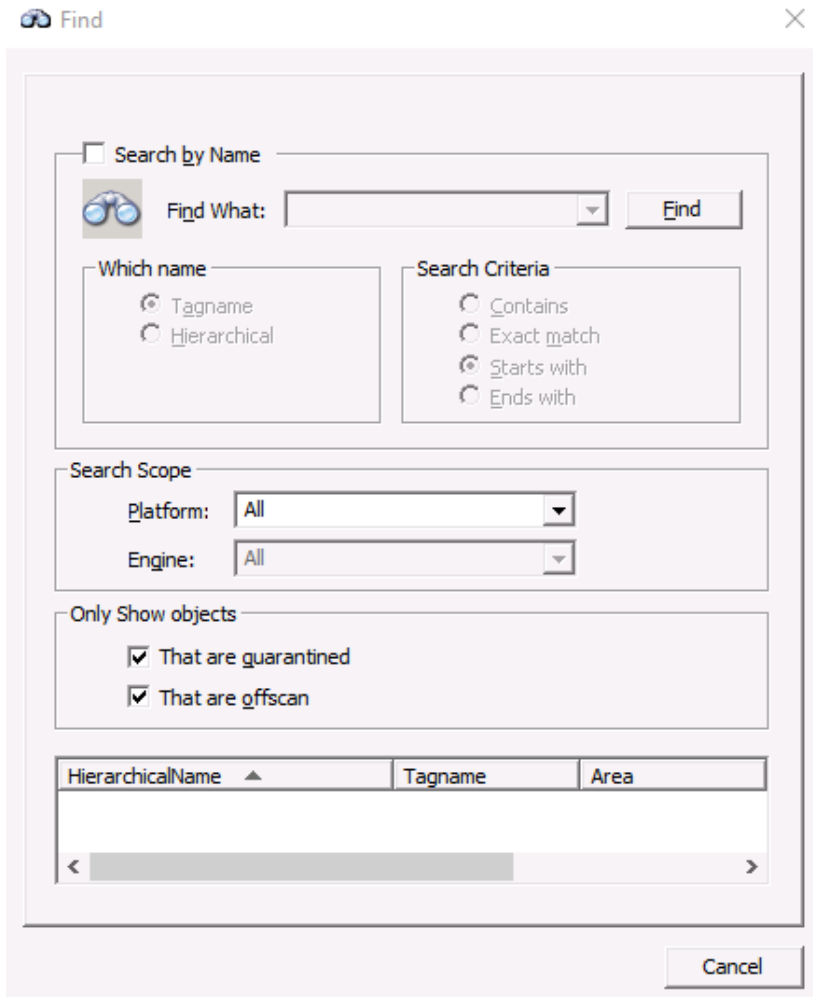 Find
Search by Name
Find What:
Find
Which name
Tagname
Hierarchical
Search Criteria
Contains
Exact match
Starts with
Ends with
Search Scope
Platform: All
Engine: All
Only Show objects
That are quarantined
That are offscan
HierarchicalName Tagname Area
Cancel